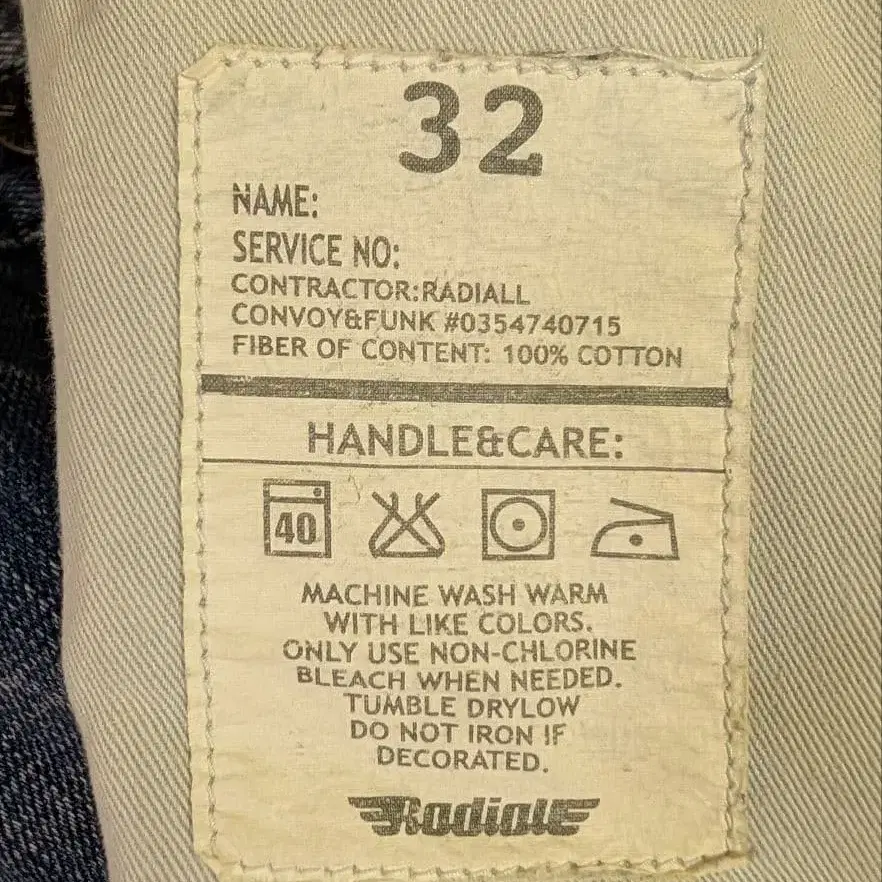 32
NAME:
SERVICE NO:
CONTRACTOR:RADIALL
CONVOY&FUNK #0354740715
FIBER OF CONTENT: 100% COTTON
HANDLE&CARE:
40
MACHINE WASH WARM
WITH LIKE COLORS.
ONLY USE NON-CHLORINE
BLEACH WHEN NEEDED.
TUMBLE DRYLOW
DO NOT IRON IF
DECORATED.
Radiall